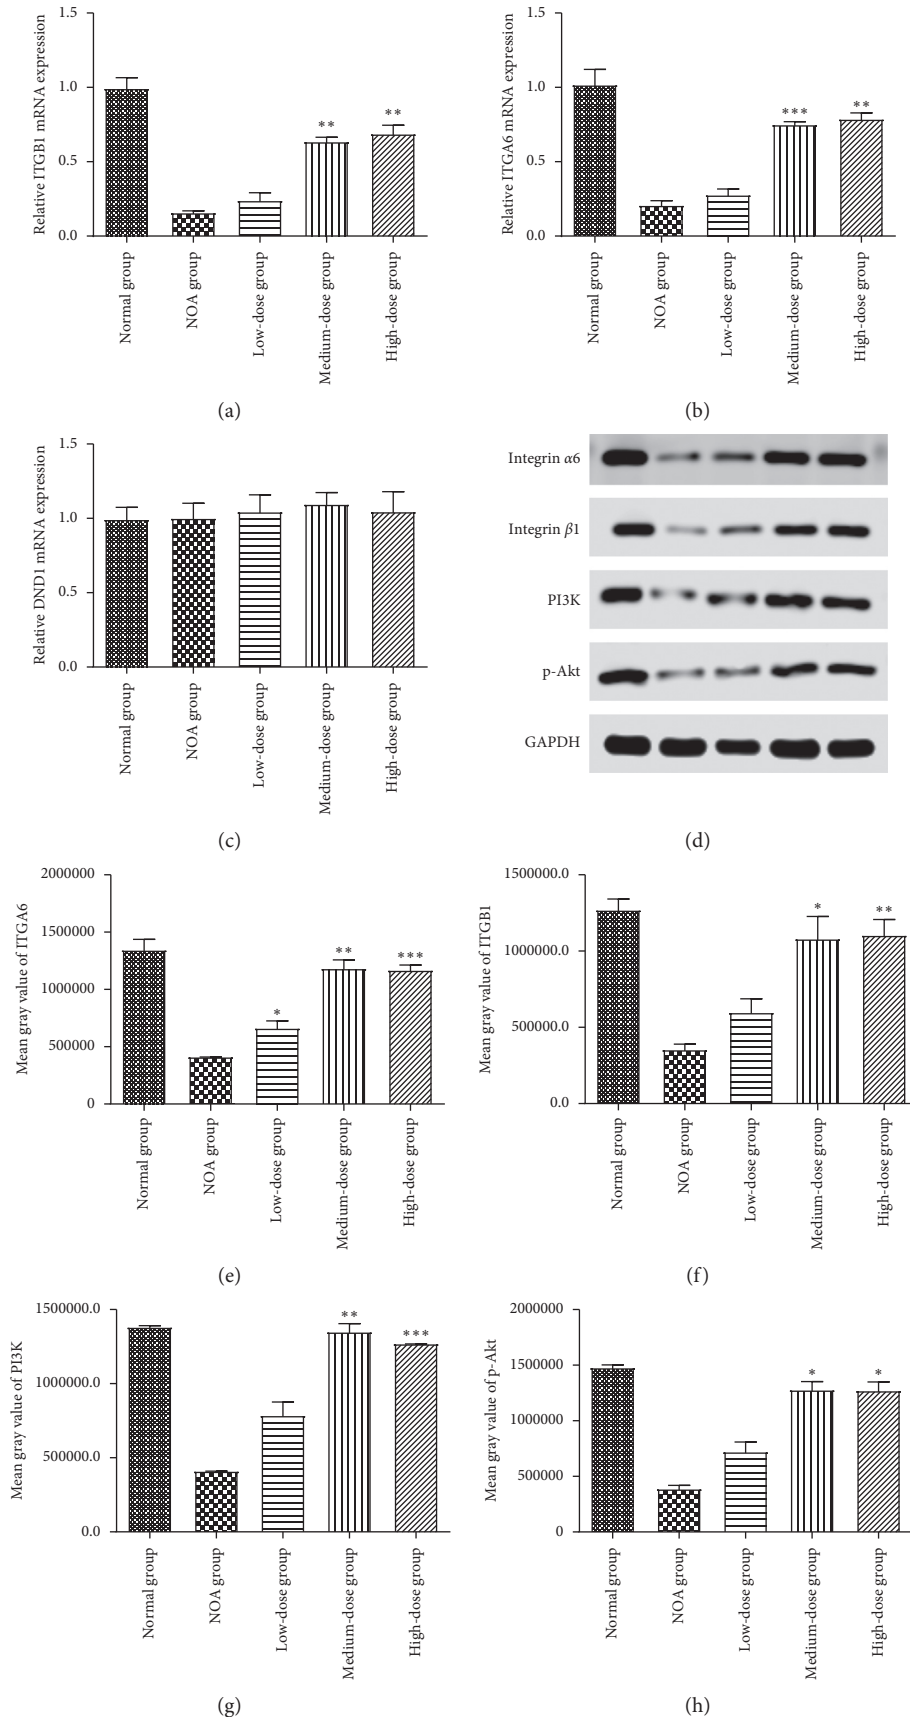 Relative ITGB1 mRNA expression
1.5
1.0
0.5
0.0
**
**
Normal group
NOA group
Low-dose group
Medium-dose group
High-dose group
(a)
Relative ITGA6 mRNA expression
1.5
1.0
0.5
0.0
***
**
Normal group
NOA group
Low-dose group
Medium-dose group
High-dose group
(b)
Relative DND1 mRNA expression
1.5
1.0
0.5
0.0
Normal group
NOA group
Low-dose group
Medium-dose group
High-dose group
(c)
Integrin α6
Integrin β1
PI3K
p-Akt
GAPDH
(d)
Mean gray value of ITGA6
2000000
1500000
1000000
500000
0
*
**
***
Normal group
NOA group
Low-dose group
Medium-dose group
High-dose group
(e)
Mean gray value of ITGB1
1500000.0
1000000.0
500000.0
0.0
*
**
Normal group
NOA group
Low-dose group
Medium-dose group
High-dose group
(f)
Mean gray value of PI3K
1500000.0
1000000.0
500000.0
0.0
**
***
Normal group
NOA group
Low-dose group
Medium-dose group
High-dose group
(g)
Mean gray value of p-Akt
2000000
1500000
1000000
500000
0
*
*
Normal group
NOA group
Low-dose group
Medium-dose group
High-dose group
(h)